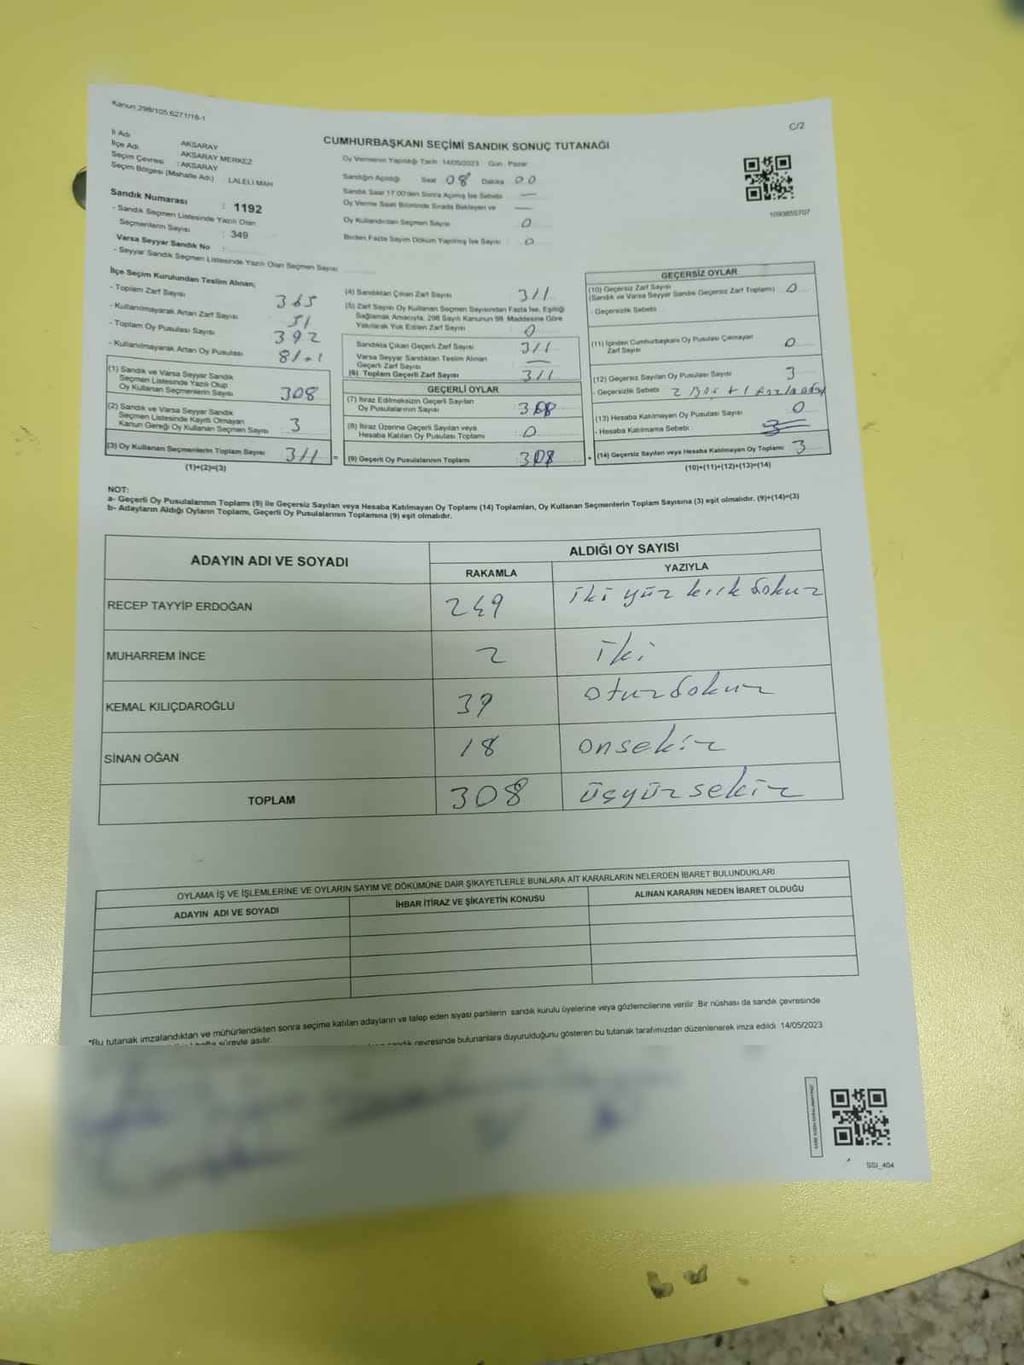 Kanun 298/105.6271/16-1
C/2
İl Adı AKSARAY
İlçe Adı AKSARAY MERKEZ
Seçim Çevresi : AKSARAY
Seçim Bölgesi (Mahalle Adı) LALELİ MAH
Sandık Numarası : 1192
- Sandık Seçmen Listesinde Yazılı Olan
Seçmenlerin Sayısı : 349
Varsa Seyyar Sandık No
- Seyyar Sandık Seçmen Listesinde Yazılı Olan Seçmen Sayısı
CUMHURBAŞKANI SEÇİMİ SANDIK SONUÇ TUTANAĞI
Oy Vermenin Yapıldığı Tarih 14/05/2023 Gün Pazar
Sandığın Açıldığı Saat 08 Dakika 00
Sandık Saat 17:00'den Sonra Açılmış İse Sebebi —
Oy Verme Saati Bitiminde Sırada Bekleyen ve —
Oy Kullandırılan Seçmen Sayısı 0
Birden Fazla Sayım Döküm Yapılmış İse Sayısı 0
1093855707
İlçe Seçim Kurulundan Teslim Alınan;
- Toplam Zarf Sayısı 365
- Kullanılmayarak Artan Zarf Sayısı 51
- Toplam Oy Pusulası Sayısı 392
- Kullanılmayarak Artan Oy Pusulası 81+1
(1) Sandık ve Varsa Seyyar Sandık
Seçmen Listesinde Yazılı Olup
Oy Kullanan Seçmenlerin Sayısı 308
(2) Sandık ve Varsa Seyyar Sandık
Seçmen Listesinde Kayıtlı Olmayan
Kanun Gereği Oy Kullanan Seçmen Sayısı 3
(3) Oy Kullanan Seçmenlerin Toplam Sayısı 311 =
(1)+(2)=(3)
(4) Sandıktan Çıkan Zarf Sayısı 311
(5) Zarf Sayısı Oy Kullanan Seçmen Sayısından Fazla İse, Eşitliği
Sağlamak Amacıyla, 298 Sayılı Kanunun 98. Maddesine Göre
Yakılarak Yok Edilen Zarf Sayısı 0
Sandıkta Çıkan Geçerli Zarf Sayısı 311
Varsa Seyyar Sandıktan Teslim Alınan
Geçerli Zarf Sayısı —
(6) Toplam Geçerli Zarf Sayısı 311
GEÇERLİ OYLAR
(7) İtiraz Edilmeksizin Geçerli Sayılan
Oy Pusulalarının Sayısı 308
(8) İtiraz Üzerine Geçerli Sayılan veya
Hesaba Katılan Oy Pusulası Toplamı 0
(9) Geçerli Oy Pusulalarının Toplamı 308 +
GEÇERSİZ OYLAR
(10) Geçersiz Zarf Sayısı
(Sandık ve Varsa Seyyar Sandık Geçersiz Zarf Toplamı) 0
- Geçersizlik Sebebi
(11) İçinden Cumhurbaşkanı Oy Pusulası Çıkmayan
Zarf Sayısı 0
(12) Geçersiz Sayılan Oy Pusulası Sayısı 3
- Geçersizlik Sebebi 2 Boş +1
(13) Hesaba Katılmayan Oy Pusulası Sayısı 0
- Hesaba Katılmama Sebebi
(14) Geçersiz Sayılan veya Hesaba Katılmayan Oy Toplamı 3
(10)+(11)+(12)+(13)=(14)
NOT:
a- Geçerli Oy Pusulalarının Toplamı (9) ile Geçersiz Sayılan veya Hesaba Katılmayan Oy Toplamı (14) Toplamları, Oy Kullanan Seçmenlerin Toplam Sayısına (3) eşit olmalıdır. (9)+(14)=(3)
b- Adayların Aldığı Oyların Toplamı, Geçerli Oy Pusulalarının Toplamına (9) eşit olmalıdır.
ADAYIN ADI VE SOYADI ALDIĞI OY SAYISI
RAKAMLA YAZIYLA
RECEP TAYYİP ERDOĞAN 249 iki yüz kırk dokuz
MUHARREM İNCE 2 iki
KEMAL KILIÇDAROĞLU 39 otuzdokuz
SİNAN OĞAN 18 onsekiz
TOPLAM 308 üçyüzsekiz
OYLAMA İŞ VE İŞLEMLERİNE VE OYLARIN SAYIM VE DÖKÜMÜNE DAİR ŞİKAYETLERLE BUNLARA AİT KARARLARIN NELERDEN İBARET BULUNDUKLARI
ADAYIN ADI VE SOYADI İHBAR İTİRAZ VE ŞİKAYETİN KONUSU ALINAN KARARIN NEDEN İBARET OLDUĞU
*Bu tutanak imzalandıktan ve mühürlendikten sonra seçime katılan adayların ve talep eden siyasi partilerin sandık kurulu üyelerine veya gözlemcilerine verilir. Bir nüshası da sandık çevresinde
süreyle asılır.
sandık çevresinde bulunanlara duyurulduğunu gösteren bu tutanak tarafımızdan düzenlenerek imza edildi. 14/05/2023
SSI_404